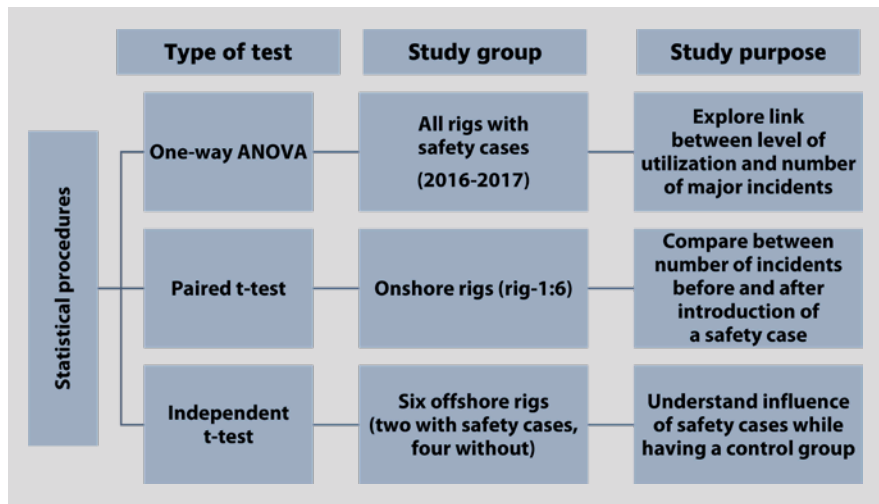 Type of test
Study group
Study purpose
Statistical procedures
One-way ANOVA
All rigs with
safety cases
(2016-2017)
Explore link
between level of
utilization and number
of major incidents
Paired t-test
Onshore rigs (rig-1:6)
Compare between
number of incidents
before and after
introduction of
a safety case
Independent
t-test
Six offshore rigs
(two with safety cases,
four without)
Understand influence
of safety cases while
having a control group